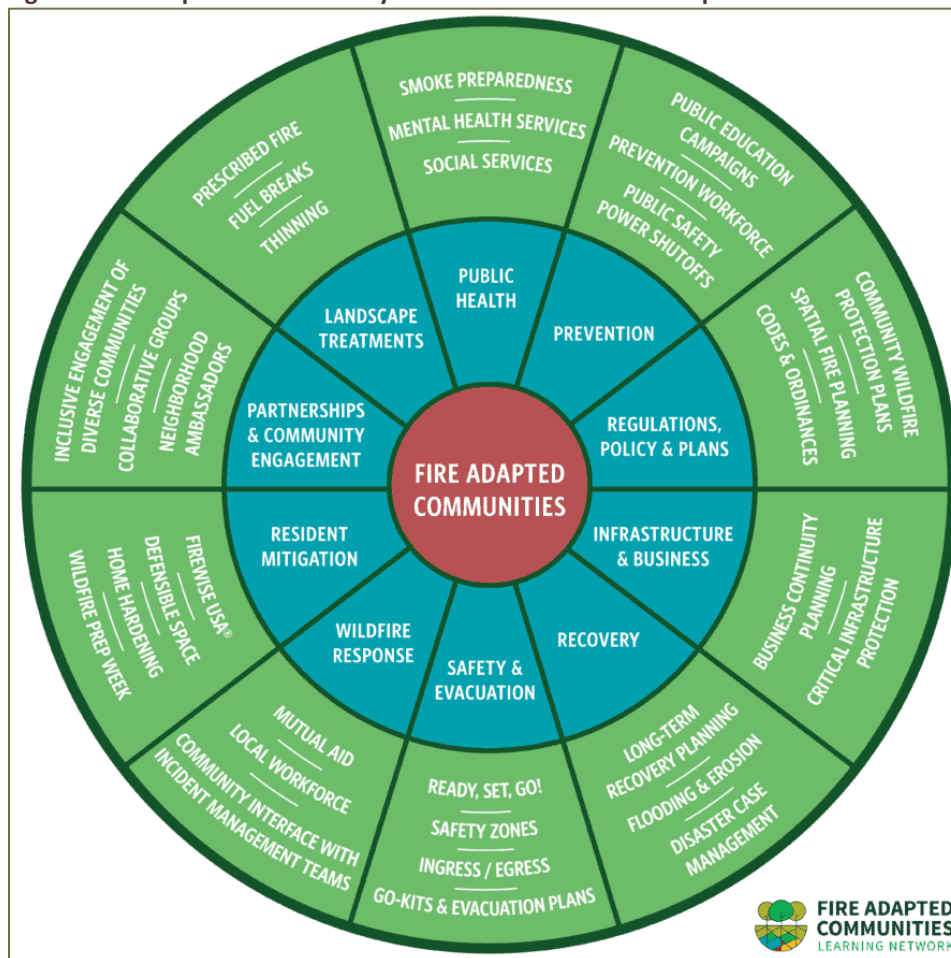 FIRE ADAPTED
COMMUNITIES
PUBLIC
HEALTH
SMOKE PREPAREDNESS
MENTAL HEALTH SERVICES
SOCIAL SERVICES
PREVENTION
PUBLIC EDUCATION
CAMPAIGNS
PREVENTION WORKFORCE
PUBLIC SAFETY
POWER SHUTOFFS
REGULATIONS,
POLICY & PLANS
COMMUNITY WILDFIRE
PROTECTION PLANS
SPATIAL FIRE PLANNING
CODES & ORDINANCES
INFRASTRUCTURE
& BUSINESS
BUSINESS CONTINUITY
PLANNING
CRITICAL INFRASTRUCTURE
PROTECTION
RECOVERY
LONG-TERM
RECOVERY PLANNING
FLOODING & EROSION
DISASTER CASE
MANAGEMENT
SAFETY &
EVACUATION
READY, SET, GO!
SAFETY ZONES
INGRESS / EGRESS
GO-KITS & EVACUATION PLANS
WILDFIRE
RESPONSE
MUTUAL AID
LOCAL WORKFORCE
COMMUNITY INTERFACE WITH
INCIDENT MANAGEMENT TEAMS
RESIDENT
MITIGATION
FIREWISE USA®
DEFENSIBLE SPACE
HOME HARDENING
WILDFIRE PREP WEEK
PARTNERSHIPS
& COMMUNITY
ENGAGEMENT
INCLUSIVE ENGAGEMENT OF
DIVERSE COMMUNITIES
COLLABORATIVE GROUPS
NEIGHBORHOOD
AMBASSADORS
LANDSCAPE
TREATMENTS
PRESCRIBED FIRE
FUEL BREAKS
THINNING
FIRE ADAPTED
COMMUNITIES
LEARNING NETWORK